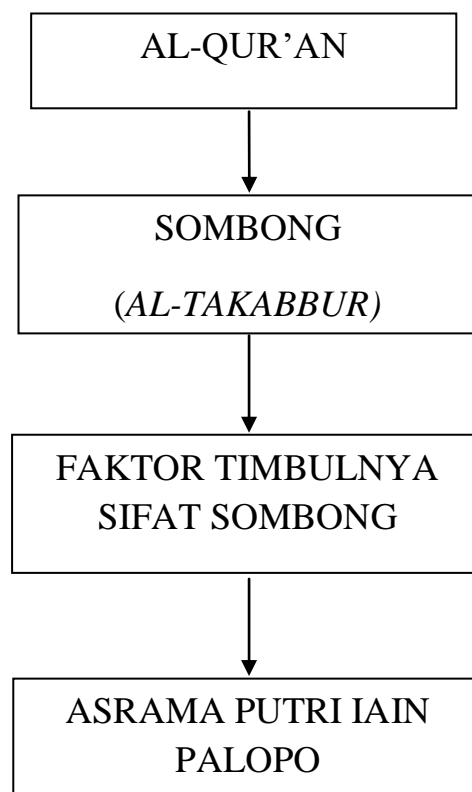 AL-QUR’AN
SOMBONG
(AL-TAKABBUR)
FAKTOR TIMBULNYA
SIFAT SOMBONG
ASRAMA PUTRI IAIN
PALOPO